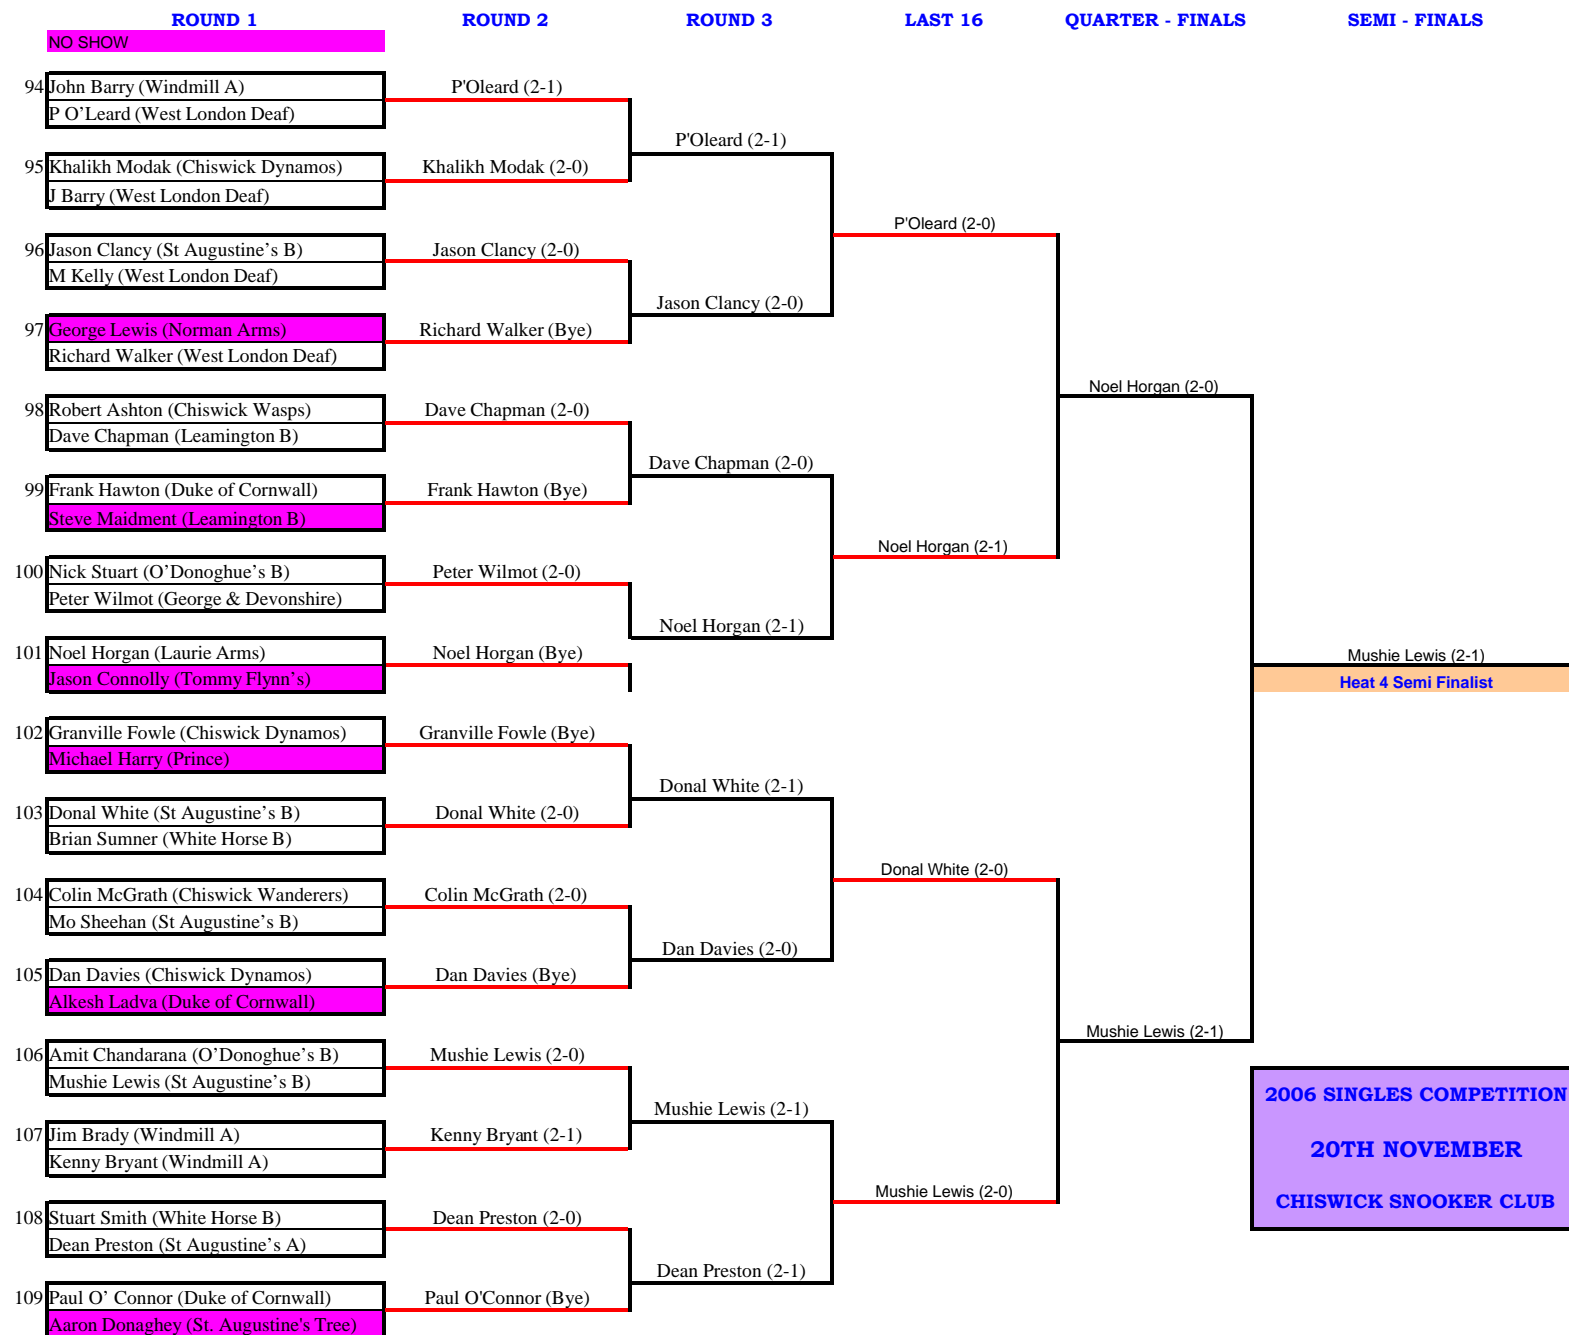 ROUND 1 ROUND 2 ROUND 3 LAST 16 QUARTER - FINALS SEMI - FINALS
NO SHOW
94 John Barry (Windmill A)
P O’Leard (West London Deaf)
95 Khalikh Modak (Chiswick Dynamos)
J Barry (West London Deaf)
96 Jason Clancy (St Augustine’s B)
M Kelly (West London Deaf)
97 George Lewis (Norman Arms)
Richard Walker (West London Deaf)
98 Robert Ashton (Chiswick Wasps)
Dave Chapman (Leamington B)
99 Frank Hawton (Duke of Cornwall)
Steve Maidment (Leamington B)
100 Nick Stuart (O’Donoghue’s B)
Peter Wilmot (George & Devonshire)
101 Noel Horgan (Laurie Arms)
Jason Connolly (Tommy Flynn’s)
102 Granville Fowle (Chiswick Dynamos)
Michael Harry (Prince)
103 Donal White (St Augustine’s B)
Brian Sumner (White Horse B)
104 Colin McGrath (Chiswick Wanderers)
Mo Sheehan (St Augustine’s B)
105 Dan Davies (Chiswick Dynamos)
Alkesh Ladva (Duke of Cornwall)
106 Amit Chandarana (O’Donoghue’s B)
Mushie Lewis (St Augustine’s B)
107 Jim Brady (Windmill A)
Kenny Bryant (Windmill A)
108 Stuart Smith (White Horse B)
Dean Preston (St Augustine’s A)
109 Paul O’ Connor (Duke of Cornwall)
Aaron Donaghey (St. Augustine's Tree)
P'Oleard (2-1)
Khalikh Modak (2-0)
Jason Clancy (2-0)
Richard Walker (Bye)
Dave Chapman (2-0)
Frank Hawton (Bye)
Peter Wilmot (2-0)
Noel Horgan (Bye)
Granville Fowle (Bye)
Donal White (2-0)
Colin McGrath (2-0)
Dan Davies (Bye)
Mushie Lewis (2-0)
Kenny Bryant (2-1)
Dean Preston (2-0)
Paul O'Connor (Bye)
P'Oleard (2-1)
Jason Clancy (2-0)
Dave Chapman (2-0)
Noel Horgan (2-1)
Donal White (2-1)
Dan Davies (2-0)
Mushie Lewis (2-1)
Dean Preston (2-1)
P'Oleard (2-0)
Noel Horgan (2-1)
Donal White (2-0)
Mushie Lewis (2-0)
Noel Horgan (2-0)
Mushie Lewis (2-1)
Mushie Lewis (2-1)
Heat 4 Semi Finalist
2006 SINGLES COMPETITION
20TH NOVEMBER
CHISWICK SNOOKER CLUB